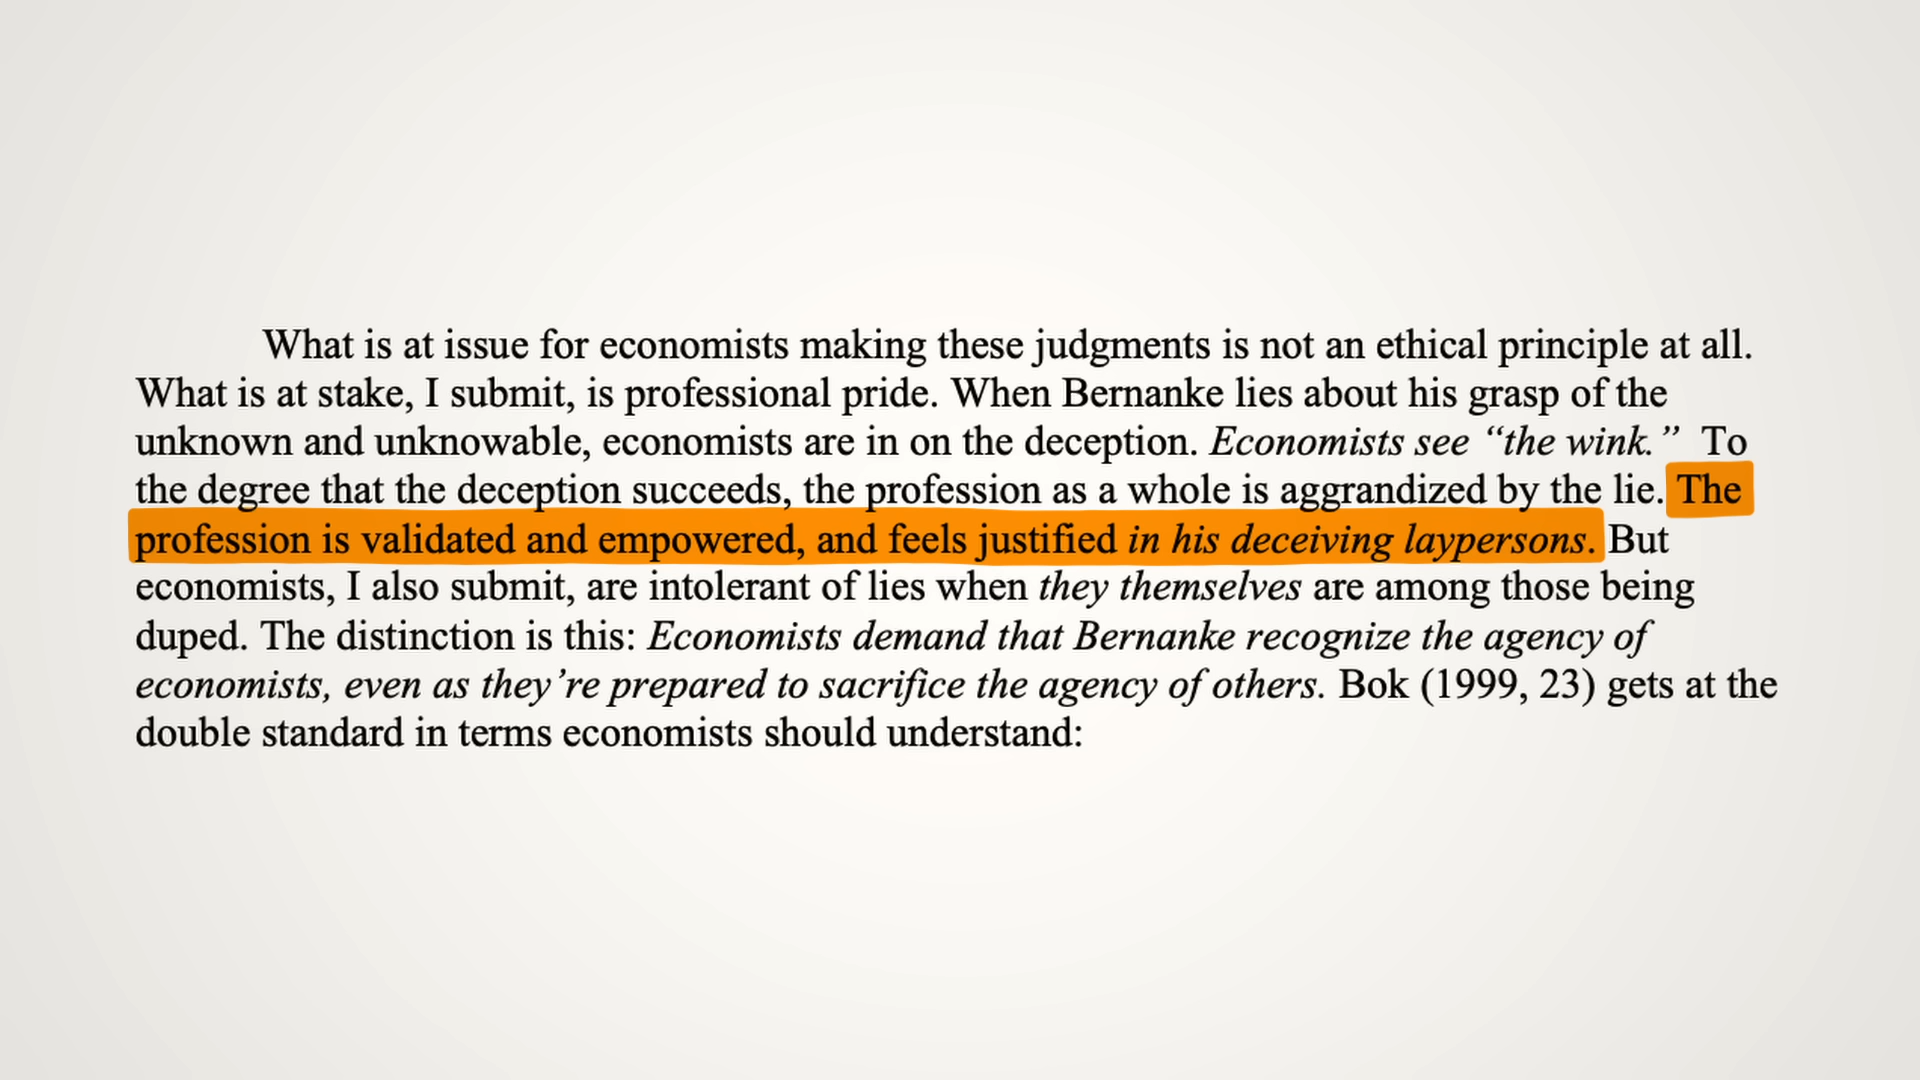 What is at issue for economists making these judgments is not an ethical principle at all.
What is at stake, I submit, is professional pride. When Bernanke lies about his grasp of the
unknown and unknowable, economists are in on the deception. Economists see “the wink.” To
the degree that the deception succeeds, the profession as a whole is aggrandized by the lie. The
profession is validated and empowered, and feels justified in his deceiving laypersons. But
economists, I also submit, are intolerant of lies when they themselves are among those being
duped. The distinction is this: Economists demand that Bernanke recognize the agency of
economists, even as they’re prepared to sacrifice the agency of others. Bok (1999, 23) gets at the
double standard in terms economists should understand: